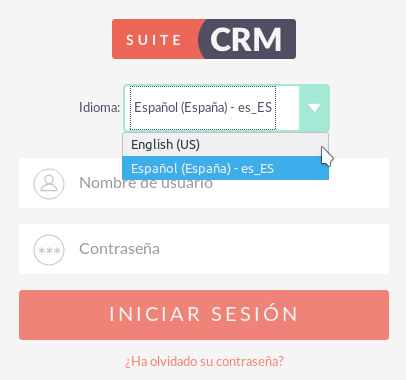 SUITE CRM
Idioma: Español (España) - es_ES
English (US)
Español (España) - es_ES
Nombre de usuario
Contraseña
INICIAR SESIÓN
¿Ha olvidado su contraseña?